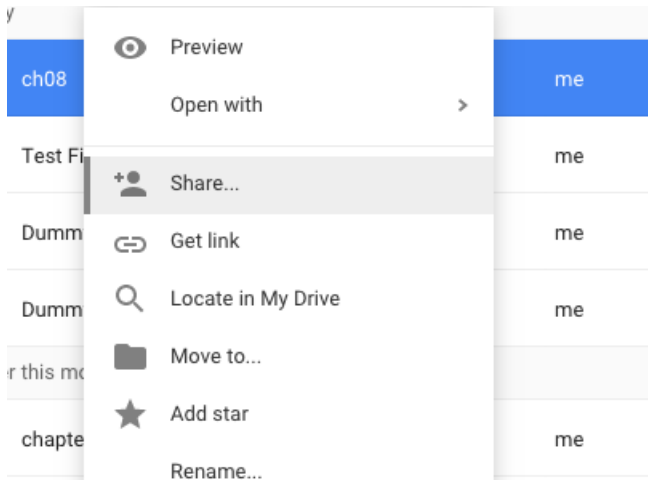 y
Preview
ch08 me
Open with
Test Fi me
Share...
Dumm me
Get link
Locate in My Drive
Dumm me
Move to...
r this mo
Add star
chapte me
Rename...